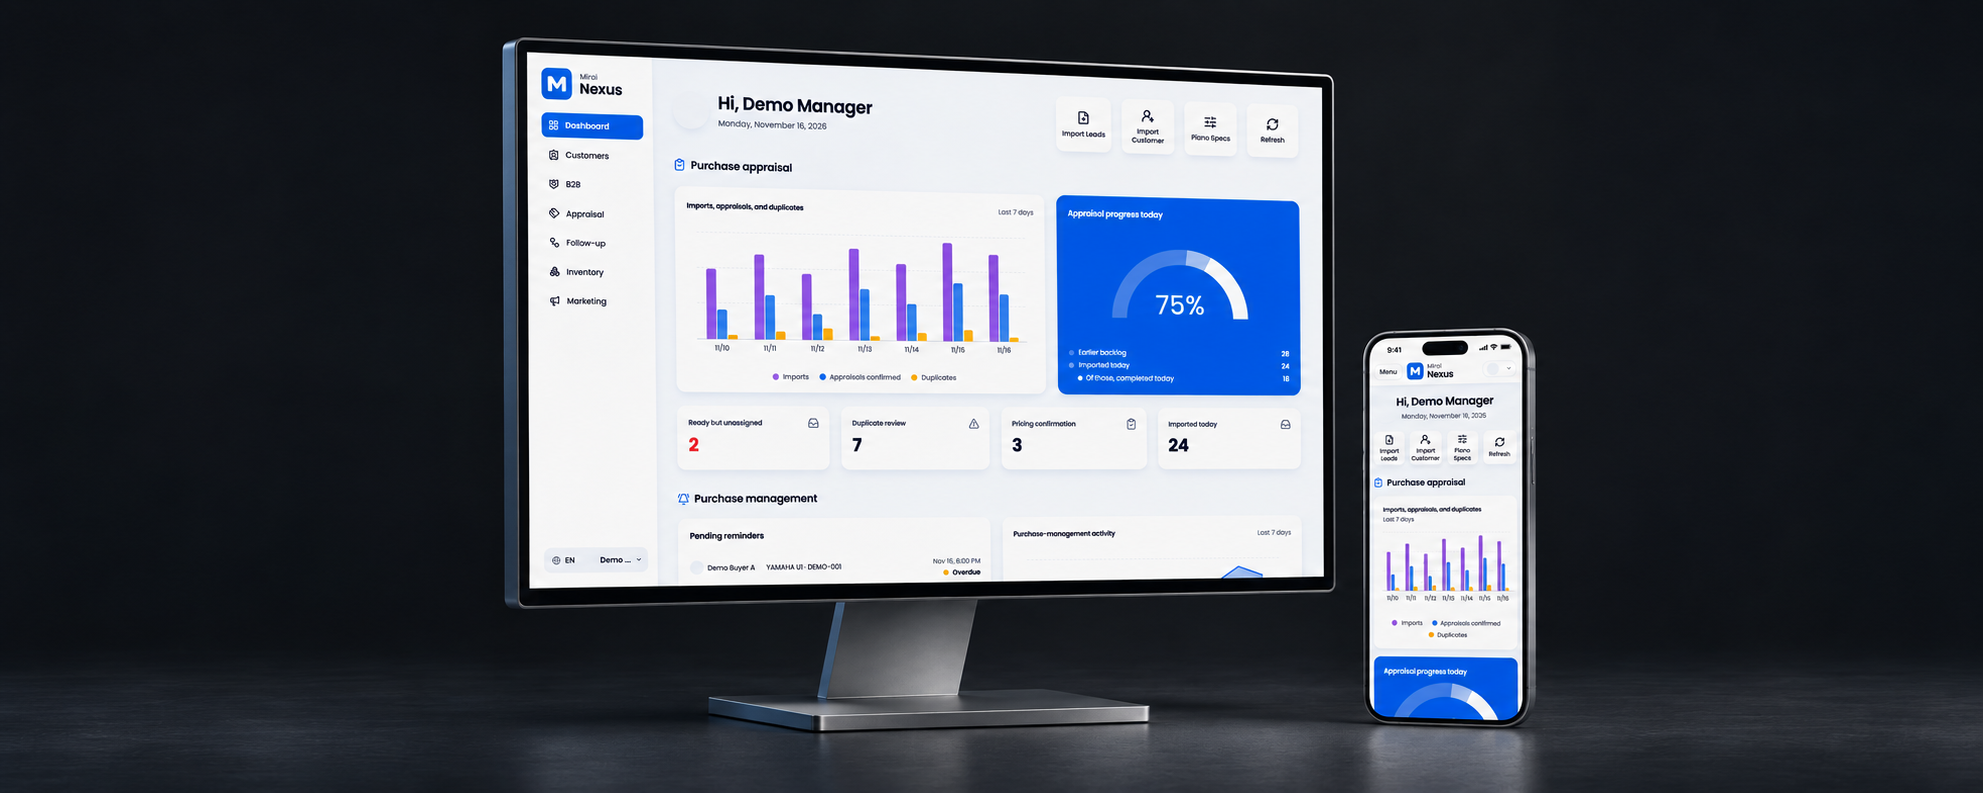 Mirai
Nexus
Dashboard
Customers
B2B
Appraisal
Follow-up
Inventory
Marketing
EN
Demo ...
Hi, Demo Manager
Monday, November 16, 2026
Import Leads
Import
Customer
Piano Specs
Refresh
Purchase appraisal
Imports, appraisals, and duplicates
Last 7 days
11/10
11/11
11/12
11/13
11/14
11/15
11/16
Imports
Appraisals confirmed
Duplicates
Appraisal progress today
75%
Earlier backlog
28
Imported today
24
Of those, completed today
18
Ready but unassigned
2
Duplicate review
7
Pricing confirmation
3
Imported today
24
Purchase management
Pending reminders
Demo Buyer A
YAMAHA U1 · DEMO-001
Nov 16, 6:00 PM
Overdue
Purchase-management activity
Last 7 days
9:41
Menu
Mirai
Nexus
Hi, Demo Manager
Monday, November 16, 2026
Import
Leads
Import
Customer
Piano
Specs
Refresh
Purchase appraisal
Imports, appraisals, and duplicates
Last 7 days
11/10
11/11
11/12
11/13
11/14
11/15
11/16
Imports
Appraisals confirmed
Duplicates
Appraisal progress today